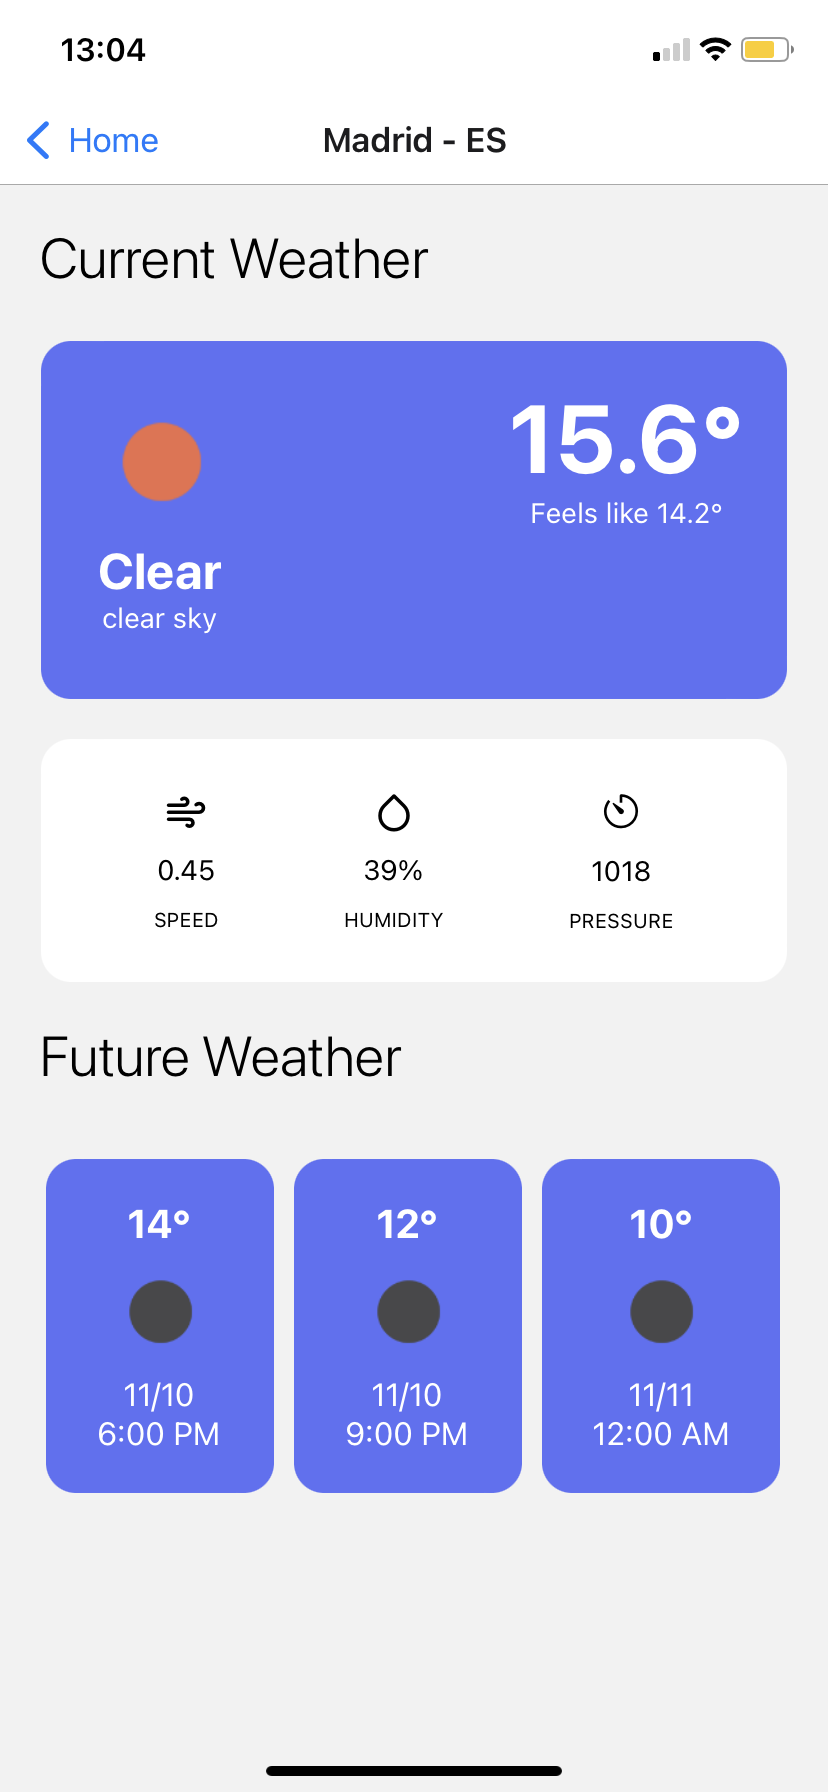 13:04
Home
Madrid - ES
Current Weather
15.6°
Feels like 14.2°
Clear
clear sky
0.45
39%
1018
SPEED
HUMIDITY
PRESSURE
Future Weather
14°
12°
10°
11/10
6:00 PM
11/10
9:00 PM
11/11
12:00 AM